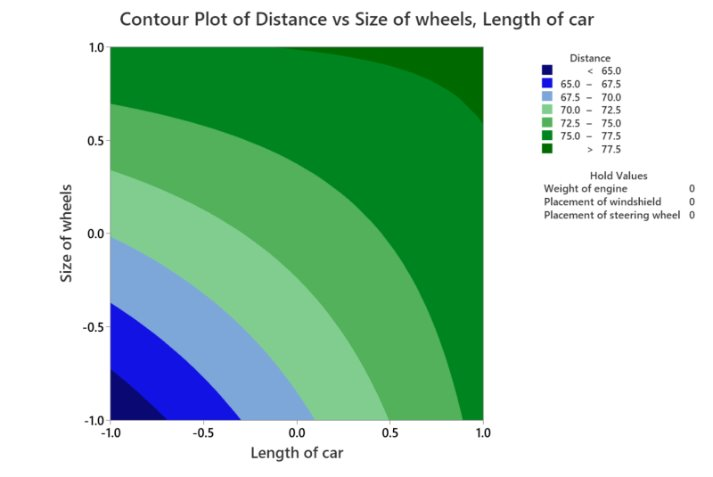 Contour Plot of Distance vs Size of wheels, Length of car
Distance
< 65.0
65.0 – 67.5
67.5 – 70.0
70.0 – 72.5
72.5 – 75.0
75.0 – 77.5
> 77.5
Hold Values
Weight of engine 0
Placement of windshield 0
Placement of steering wheel 0
Size of wheels
1.0
0.5
0.0
-0.5
-1.0
-1.0 -0.5 0.0 0.5 1.0
Length of car